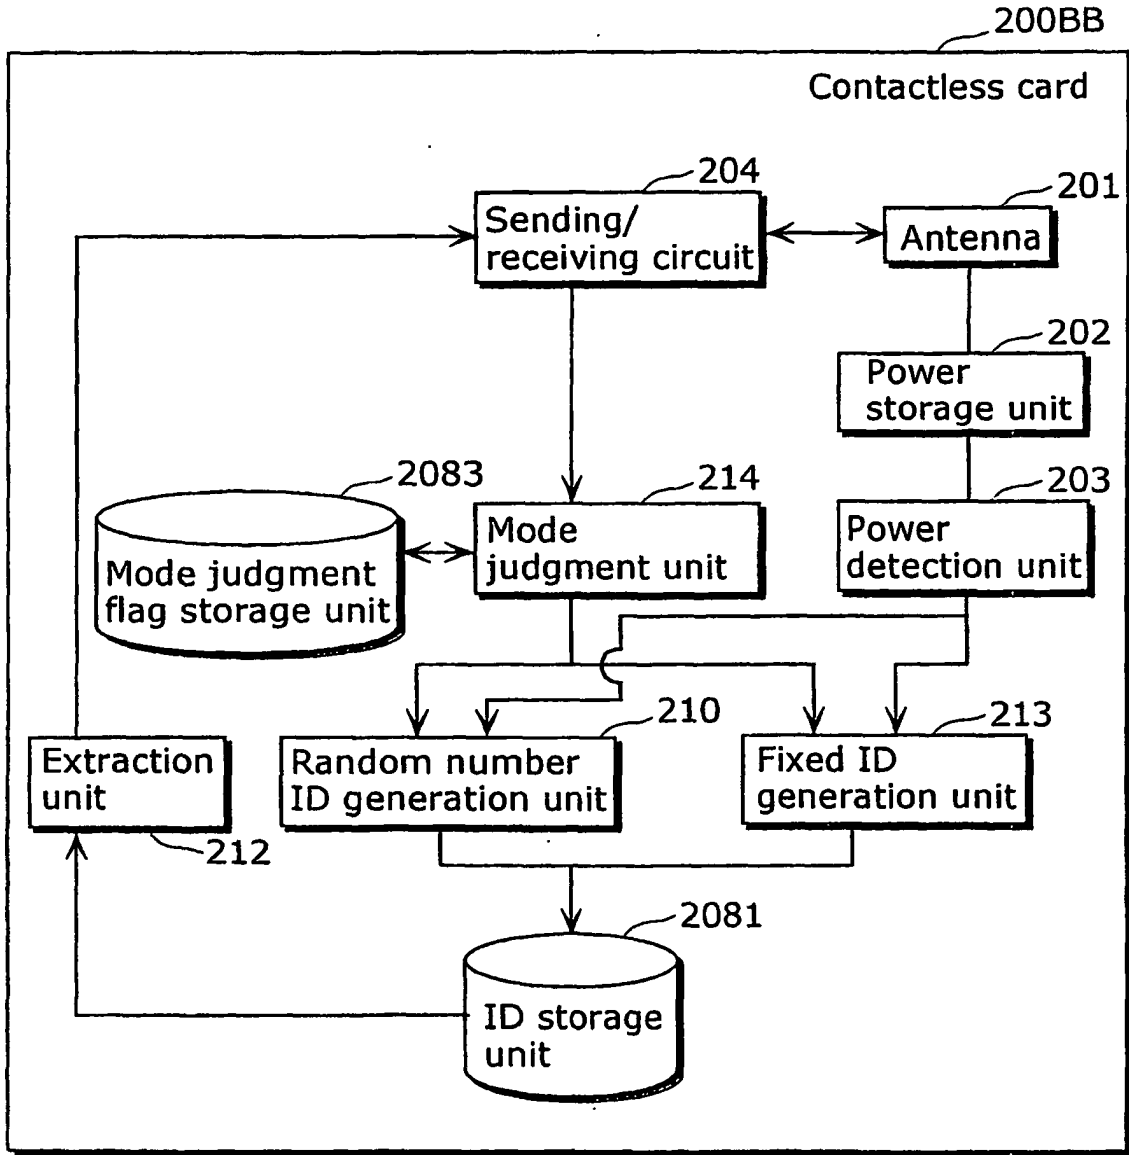 200BB
Contactless card
204
Sending/
receiving circuit
201
Antenna
202
Power
storage unit
2083
Mode judgment
flag storage unit
214
Mode
judgment unit
203
Power
detection unit
Extraction
unit
212
210
Random number
ID generation unit
213
Fixed ID
generation unit
2081
ID storage
unit